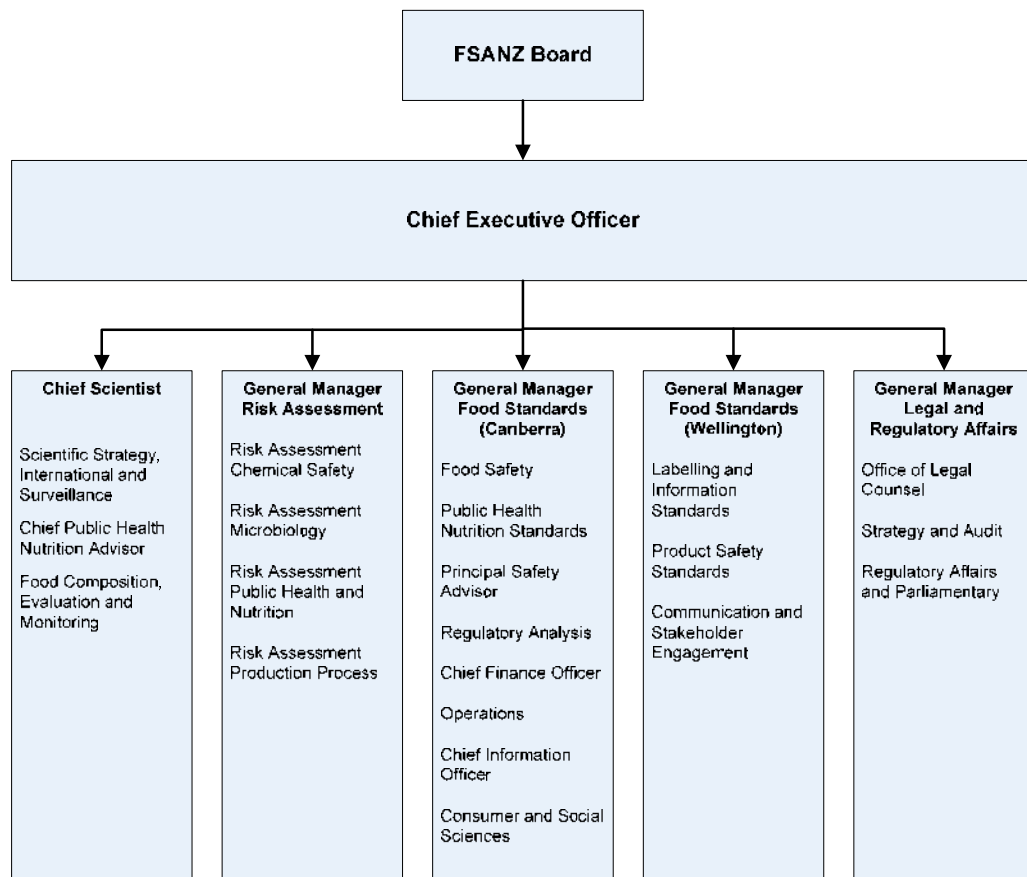 FSANZ Board
Chief Executive Officer
Chief Scientist
Scientific Strategy,
International and
Surveillance
Chief Public Health
Nutrition Advisor
Food Composition,
Evaluation and
Monitoring
General Manager
Risk Assessment
Risk Assessment
Chemical Safety
Risk Assessment
Microbiology
Risk Assessment
Public Health and
Nutrition
Risk Assessment
Production Process
General Manager
Food Standards
(Canberra)
Food Safety
Public Health
Nutrition Standards
Principal Safety
Advisor
Regulatory Analysis
Chief Finance Officer
Operations
Chief Information
Officer
Consumer and Social
Sciences
General Manager
Food Standards
(Wellington)
Labelling and
Information
Standards
Product Safety
Standards
Communication and
Stakeholder
Engagement
General Manager
Legal and
Regulatory Affairs
Office of Legal
Counsel
Strategy and Audit
Regulatory Affairs
and Parliamentary